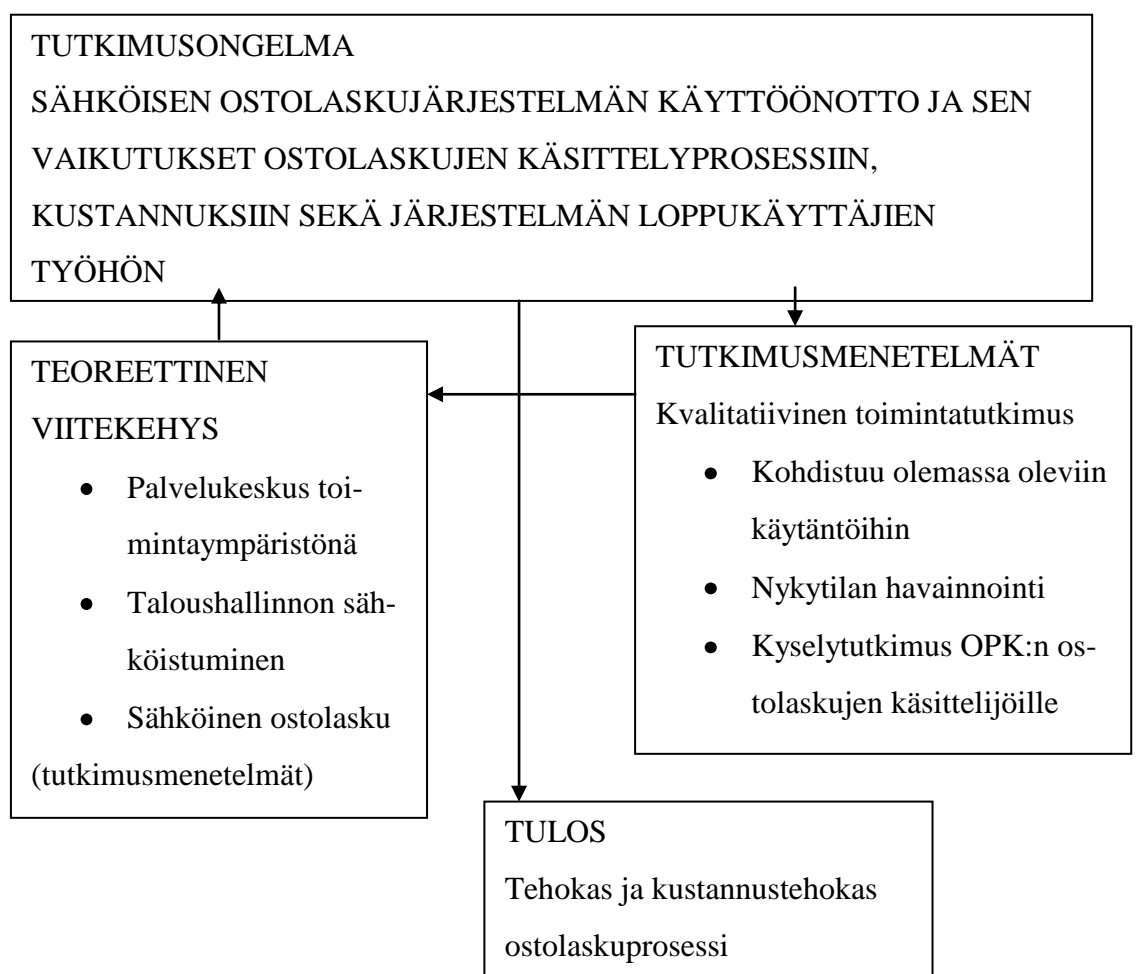 TUTKIMUSONGELMA
SÄHKÖISEN OSTOLASKUJÄRJESTELMÄN KÄYTTÖÖNOTTO JA SEN
VAIKUTUKSET OSTOLASKUJEN KÄSITTELYPROSESSIIN,
KUSTANNUKSIIN SEKÄ JÄRJESTELMÄN LOPPUKÄYTTÄJIEN
TYÖHÖN
TEOREETTINEN
VIITEKEHYS
• Palvelukeskus toi-
mintaympäristönä
• Taloushallinnon säh-
köistuminen
• Sähköinen ostolasku
(tutkimusmenetelmät)
TUTKIMUSMENETELMÄT
Kvalitatiivinen toimintatutkimus
• Kohdistuu olemassa oleviin
käytäntöihin
• Nykytilan havainnointi
• Kyselytutkimus OPK:n os-
tolaskujen käsittelijöille
TULOS
Tehokas ja kustannustehokas
ostolaskuprosessi